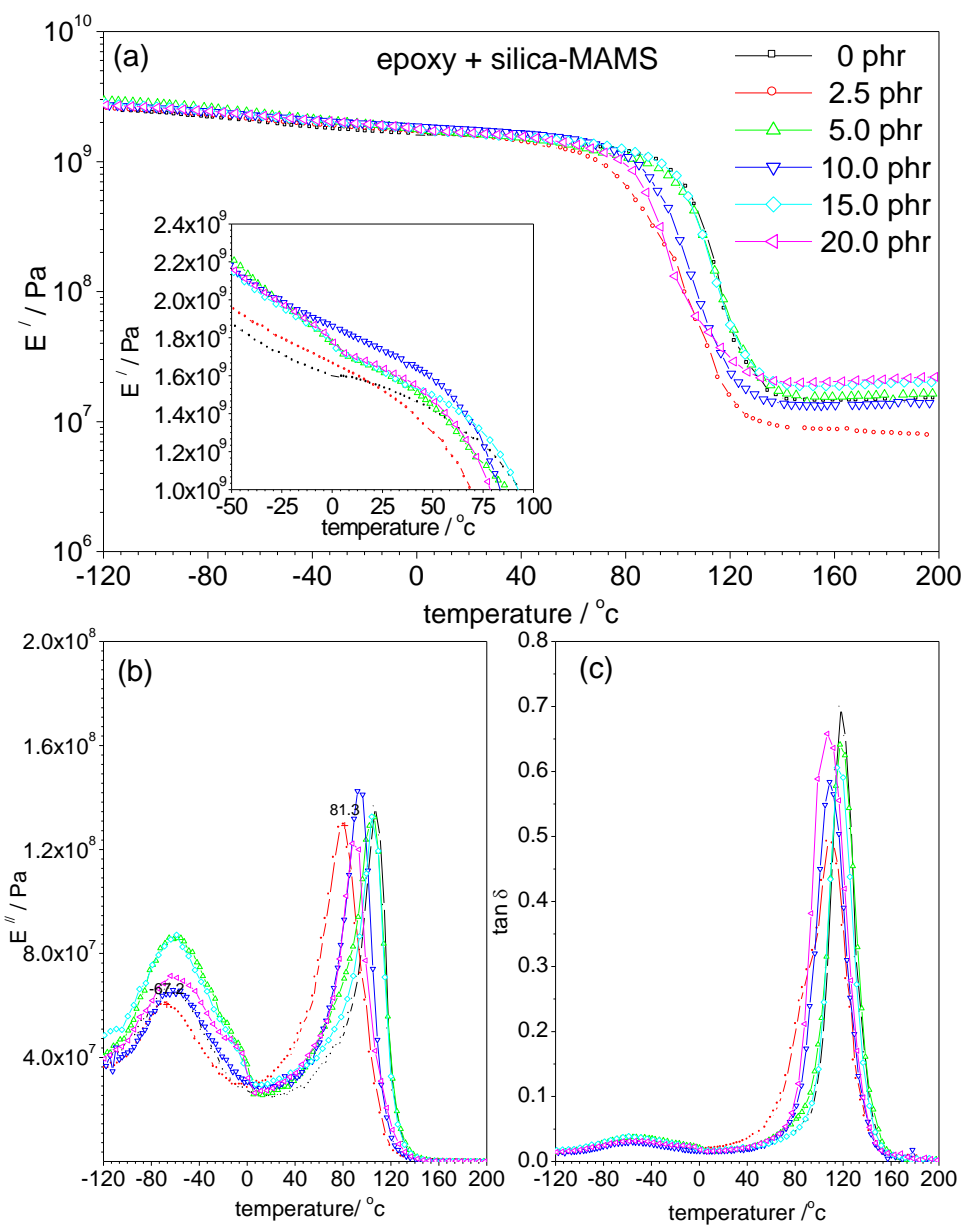 (a)
epoxy + silica-MAMS
0 phr
2.5 phr
5.0 phr
10.0 phr
15.0 phr
20.0 phr
E / / Pa
10^10
10^9
10^8
10^7
10^6
-120 -80 -40 0 40 80 120 160 200
temperature / °c
E / / Pa
2.4x10^9
2.2x10^9
2.0x10^9
1.8x10^9
1.6x10^9
1.4x10^9
1.2x10^9
1.0x10^9
-50 -25 0 25 50 75 100
temperature / °c
(b)
E // / Pa
2.0x10^8
1.6x10^8
1.2x10^8
8.0x10^7
4.0x10^7
81.3
-67.2
-120 -80 -40 0 40 80 120 160 200
temperature/ °c
(c)
tan δ
0.8
0.7
0.6
0.5
0.4
0.3
0.2
0.1
0.0
-120 -80 -40 0 40 80 120 160 200
temperaturer /°c